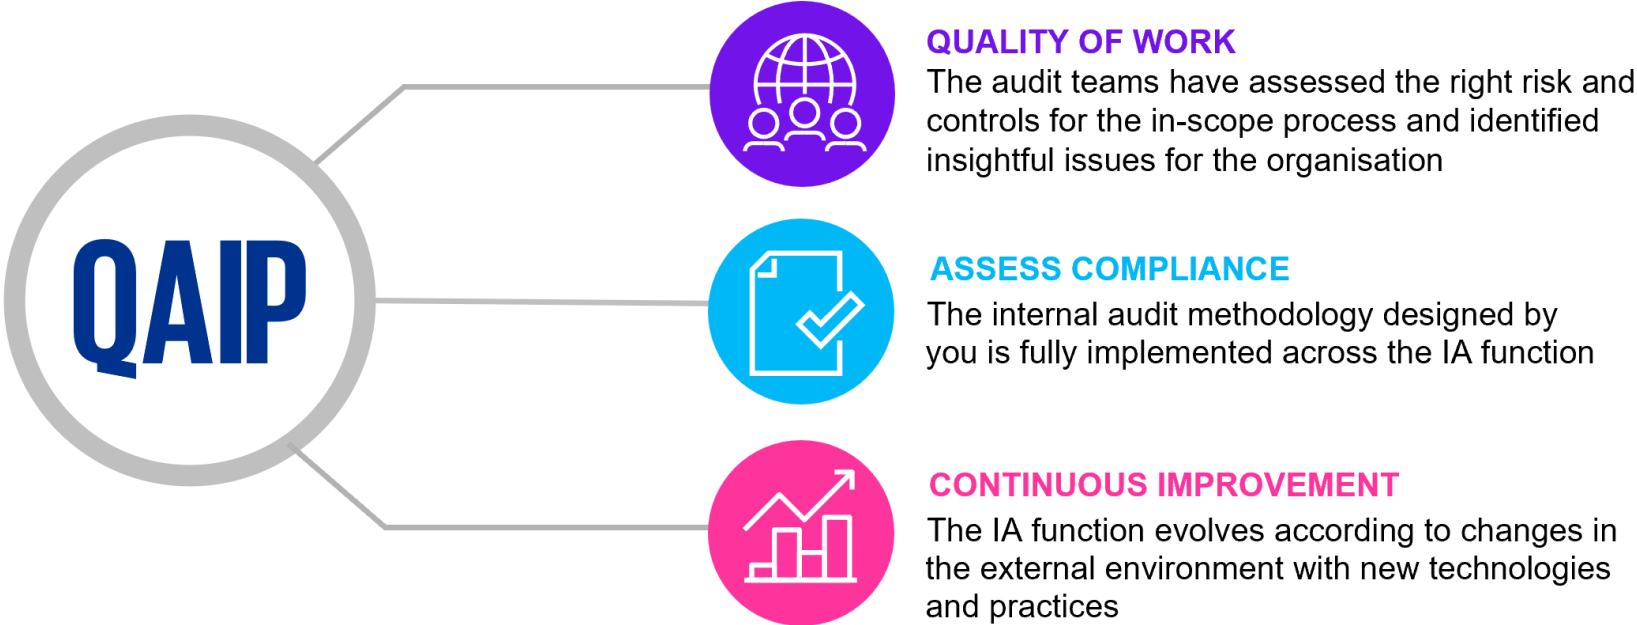 QAIP
QUALITY OF WORK
The audit teams have assessed the right risk and
controls for the in-scope process and identified
insightful issues for the organisation
ASSESS COMPLIANCE
The internal audit methodology designed by
you is fully implemented across the IA function
CONTINUOUS IMPROVEMENT
The IA function evolves according to changes in
the external environment with new technologies
and practices